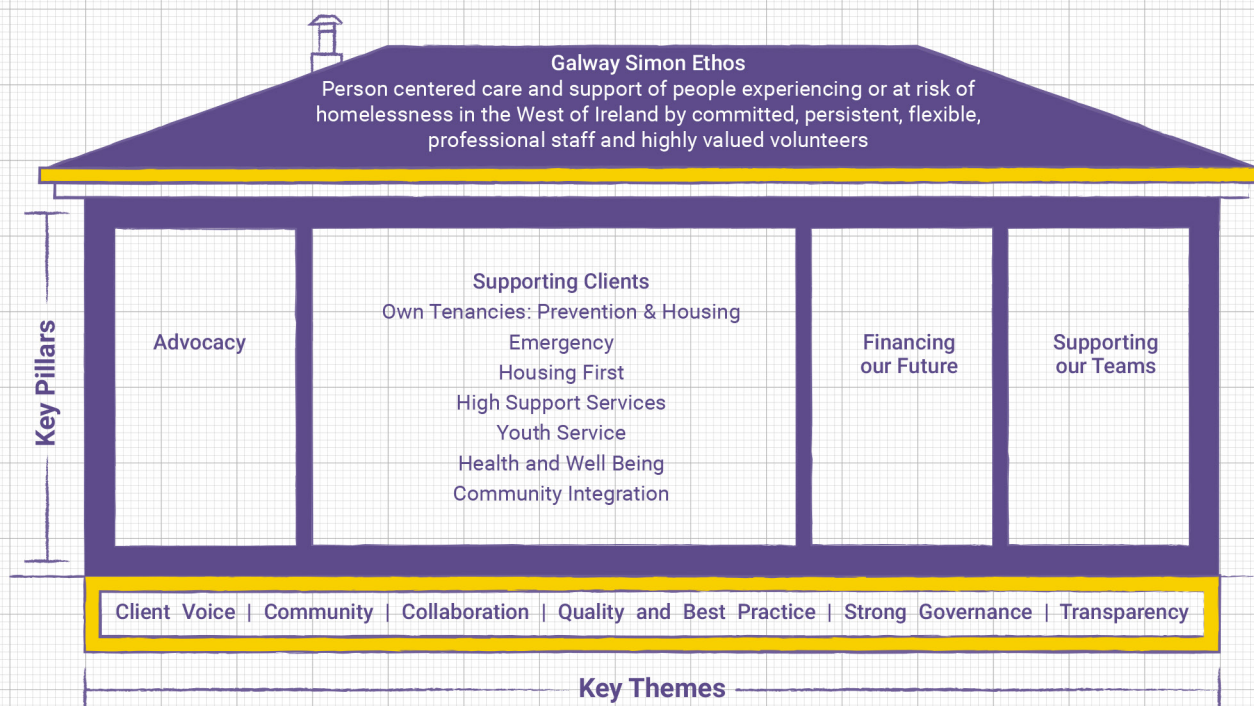 Galway Simon Ethos
Person centered care and support of people experiencing or at risk of
homelessness in the West of Ireland by committed, persistent, flexible,
professional staff and highly valued volunteers
Key Pillars
Advocacy
Supporting Clients
Own Tenancies: Prevention & Housing
Emergency
Housing First
High Support Services
Youth Service
Health and Well Being
Community Integration
Financing
our Future
Supporting
our Teams
Client Voice | Community | Collaboration | Quality and Best Practice | Strong Governance | Transparency
Key Themes